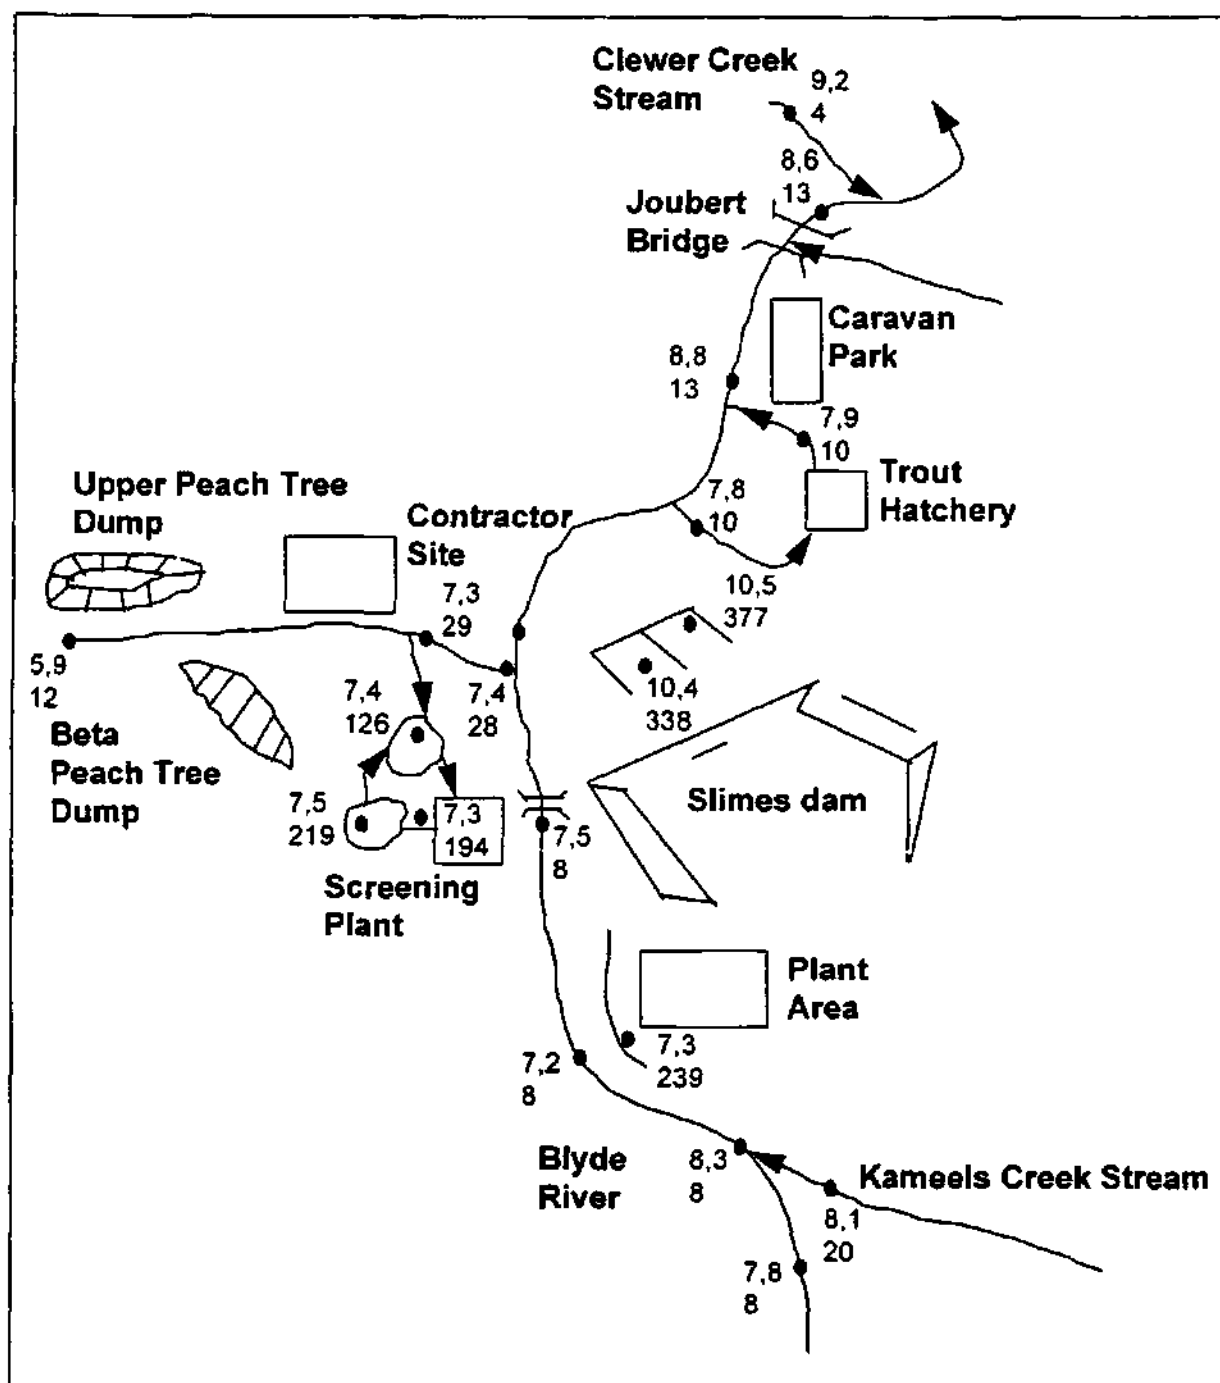 Clewer Creek
Stream
9,2
4
8,6
13
Joubert
Bridge
Caravan
Park
8,8
13
7,9
10
Trout
Hatchery
7,8
10
Upper Peach Tree
Dump
Contractor
Site
7,3
29
10,5
377
5,9
12
7,4
126
7,4
28
10,4
338
Beta
Peach Tree
Dump
7,5
219
7,3
194
7,5
8
Slimes dam
Screening
Plant
Plant
Area
7,2
8
7,3
239
Blyde
River
8,3
8
Kameels Creek Stream
8,1
20
7,8
8